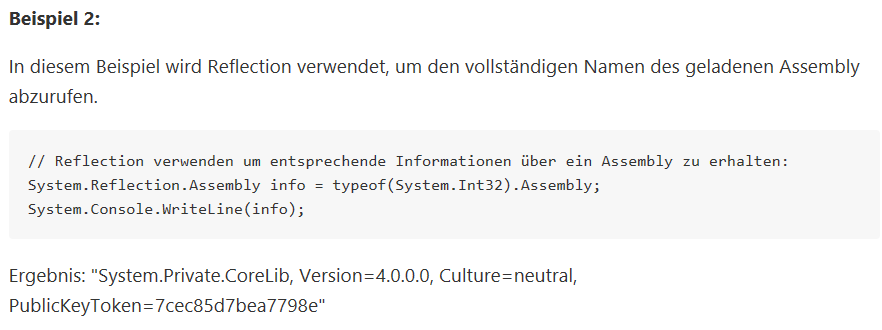 Beispiel 2:
In diesem Beispiel wird Reflection verwendet, um den vollständigen Namen des geladenen Assembly
abzurufen.
// Reflection verwenden um entsprechende Informationen über ein Assembly zu erhalten:
System.Reflection.Assembly info = typeof(System.Int32).Assembly;
System.Console.WriteLine(info);
Ergebnis: "System.Private.CoreLib, Version=4.0.0.0, Culture=neutral,
PublicKeyToken=7cec85d7bea7798e"